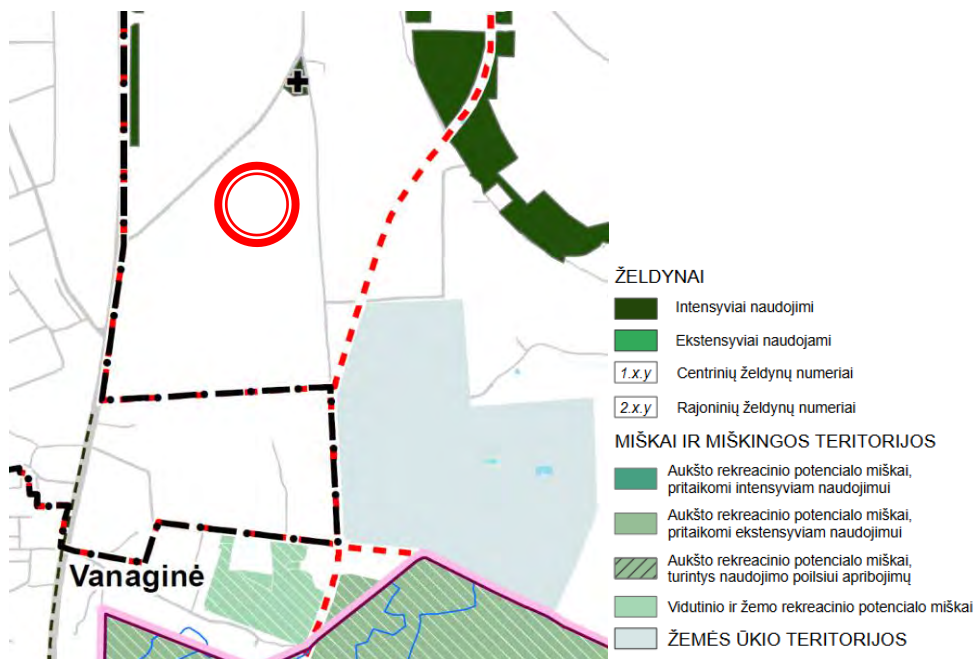 Vanaginė
ŽELDYNAI
Intensyviai naudojimi
Ekstensyviai naudojami
1.x.y Centrinių želdynų numeriai
2.x.y Rajoninių želdynų numeriai
MIŠKAI IR MIŠKINGOS TERITORIJOS
Aukšto rekreacinio potencialo miškai,
pritaikomi intensyviam naudojimui
Aukšto rekreacinio potencialo miškai,
pritaikomi ekstensyviam naudojimui
Aukšto rekreacinio potencialo miškai,
turintys naudojimo poilsiui apribojimų
Vidutinio ir žemo rekreacinio potencialo miškai
ŽEMĖS ŪKIO TERITORIJOS